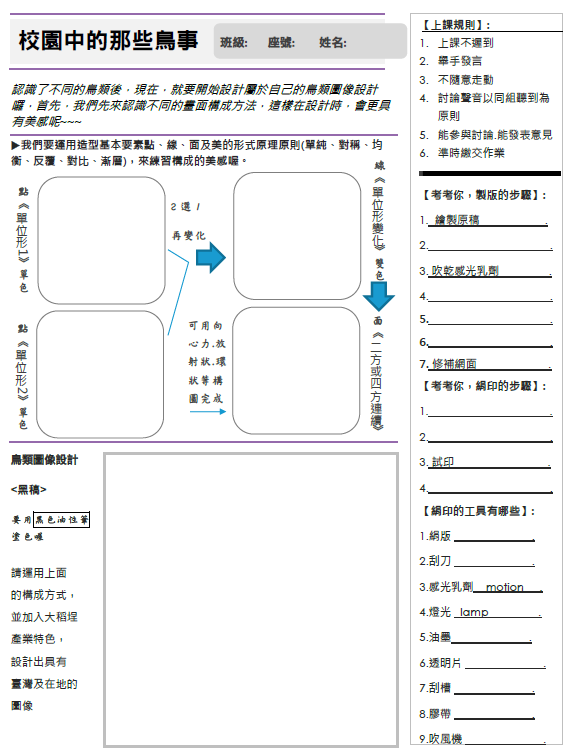 校園中的那些鳥事
班級: 座號: 姓名:
認識了不同的鳥類後，現在，就要開始設計屬於自己的鳥類圖像設計
囉，首先，我們先來認識不同的畫面構成方法，這樣在設計時，會更具
有美感呢~~~
▶我們要運用造型基本要素點、線、面及美的形式原理原則(單純、對稱、均
衡、反覆、對比、漸層)，來練習構成的美感喔。
點《單位形1》單色
2 選 1
再變化
線《單位形變化》雙色
點《單位形2》單色
可用向
心力.放
射狀.環
狀等構
圖完成
面《二方或四方連續》
鳥類圖像設計
<黑稿>
要用黑色油性筆
塗色喔
請運用上面
的構成方式，
並加入大稻埕
產業特色，
設計出具有
臺灣及在地的
圖像
【上課規則】:
1. 上課不遲到
2. 舉手發言
3. 不隨意走動
4. 討論聲音以同組聽到為
原則
5. 能參與討論.能發表意見
6. 準時繳交作業
【考考你，製版的步驟】:
1. 繪製原稿 .
2. .
3. 吹乾感光乳劑 .
4. .
5. .
6. .
7. 修補網面 .
【考考你，絹印的步驟】:
1. .
2. .
3. 試印 .
4. .
【絹印的工具有哪些】:
1.絹版 .
2.刮刀 .
3.感光乳劑 motion .
4.燈光 lamp .
5.油墨 .
6.透明片 .
7.刮槽 .
8.膠帶 .
9.吹風機 .